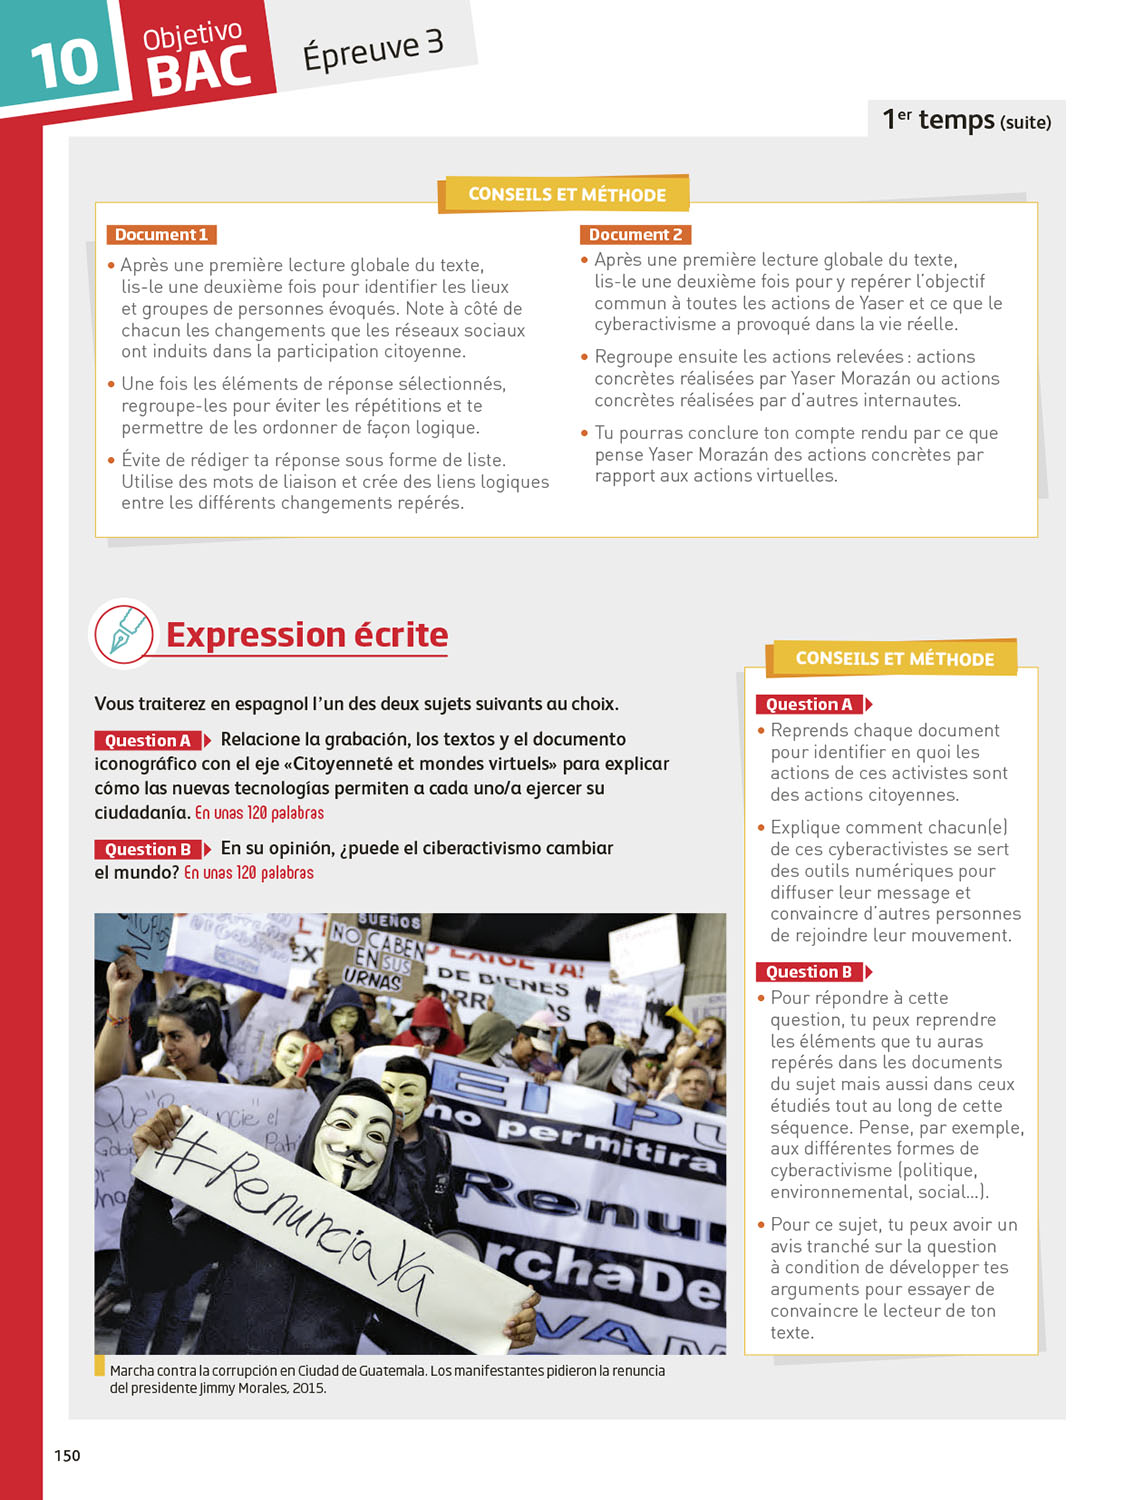 10
Objetivo
BAC
Épreuve 3
1er temps (suite)
CONSEILS ET MÉTHODE
Document 1
• Après une première lecture globale du texte,
lis-le une deuxième fois pour identifier les lieux
et groupes de personnes évoqués. Note à côté de
chacun les changements que les réseaux sociaux
ont induits dans la participation citoyenne.
• Une fois les éléments de réponse sélectionnés,
regroupe-les pour éviter les répétitions et te
permettre de les ordonner de façon logique.
• Évite de rédiger ta réponse sous forme de liste.
Utilise des mots de liaison et crée des liens logiques
entre les différents changements repérés.
Document 2
• Après une première lecture globale du texte,
lis-le une deuxième fois pour y repérer l'objectif
commun à toutes les actions de Yaser et ce que le
cyberactivisme a provoqué dans la vie réelle.
• Regroupe ensuite les actions relevées : actions
concrètes réalisées par Yaser Morazán ou actions
concrètes réalisées par d'autres internautes.
• Tu pourras conclure ton compte rendu par ce que
pense Yaser Morazán des actions concrètes par
rapport aux actions virtuelles.
Expression écrite
Vous traiterez en espagnol l'un des deux sujets suivants au choix.
Question A Relacione la grabación, los textos y el documento
iconográfico con el eje «Citoyenneté et mondes virtuels» para explicar
cómo las nuevas tecnologías permiten a cada uno/a ejercer su
ciudadanía. En unas 120 palabras
Question B En su opinión, ¿puede el ciberactivismo cambiar
el mundo? En unas 120 palabras
SUEÑOS
NO CABEN
EN SUS
URNAS
EXIGE YA!
DE BIENES
El Pu
no permitira
Que "Renuncie" el
#RenunciaYa
Renun
rchaDe
VAM
Marcha contra la corrupción en Ciudad de Guatemala. Los manifestantes pidieron la renuncia
del presidente Jimmy Morales, 2015.
CONSEILS ET MÉTHODE
Question A
• Reprends chaque document
pour identifier en quoi les
actions de ces activistes sont
des actions citoyennes.
• Explique comment chacun(e)
de ces cyberactivistes se sert
des outils numériques pour
diffuser leur message et
convaincre d'autres personnes
de rejoindre leur mouvement.
Question B
• Pour répondre à cette
question, tu peux reprendre
les éléments que tu auras
repérés dans les documents
du sujet mais aussi dans ceux
étudiés tout au long de cette
séquence. Pense, par exemple,
aux différentes formes de
cyberactivisme (politique,
environnemental, social…).
• Pour ce sujet, tu peux avoir un
avis tranché sur la question
à condition de développer tes
arguments pour essayer de
convaincre le lecteur de ton
texte.
150